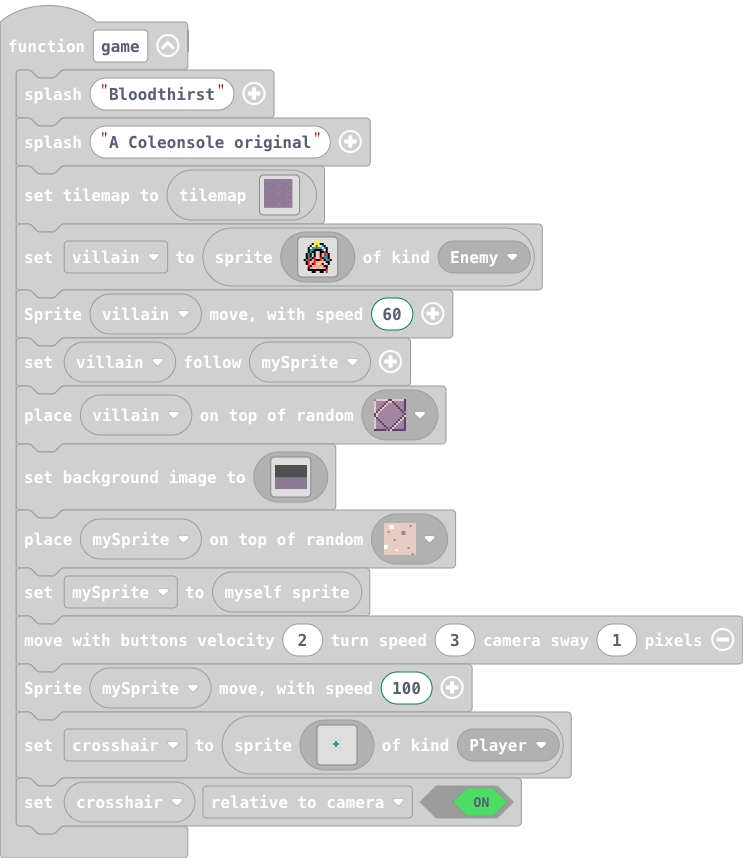 function game
splash "Bloodthirst"
splash "A Coleonsole original"
set tilemap to tilemap
set villain to sprite of kind Enemy
Sprite villain move, with speed 60
set villain follow mySprite
place villain on top of random
set background image to
place mySprite on top of random
set mySprite to myself sprite
move with buttons velocity 2 turn speed 3 camera sway 1 pixels
Sprite mySprite move, with speed 100
set crosshair to sprite of kind Player
set crosshair relative to camera ON